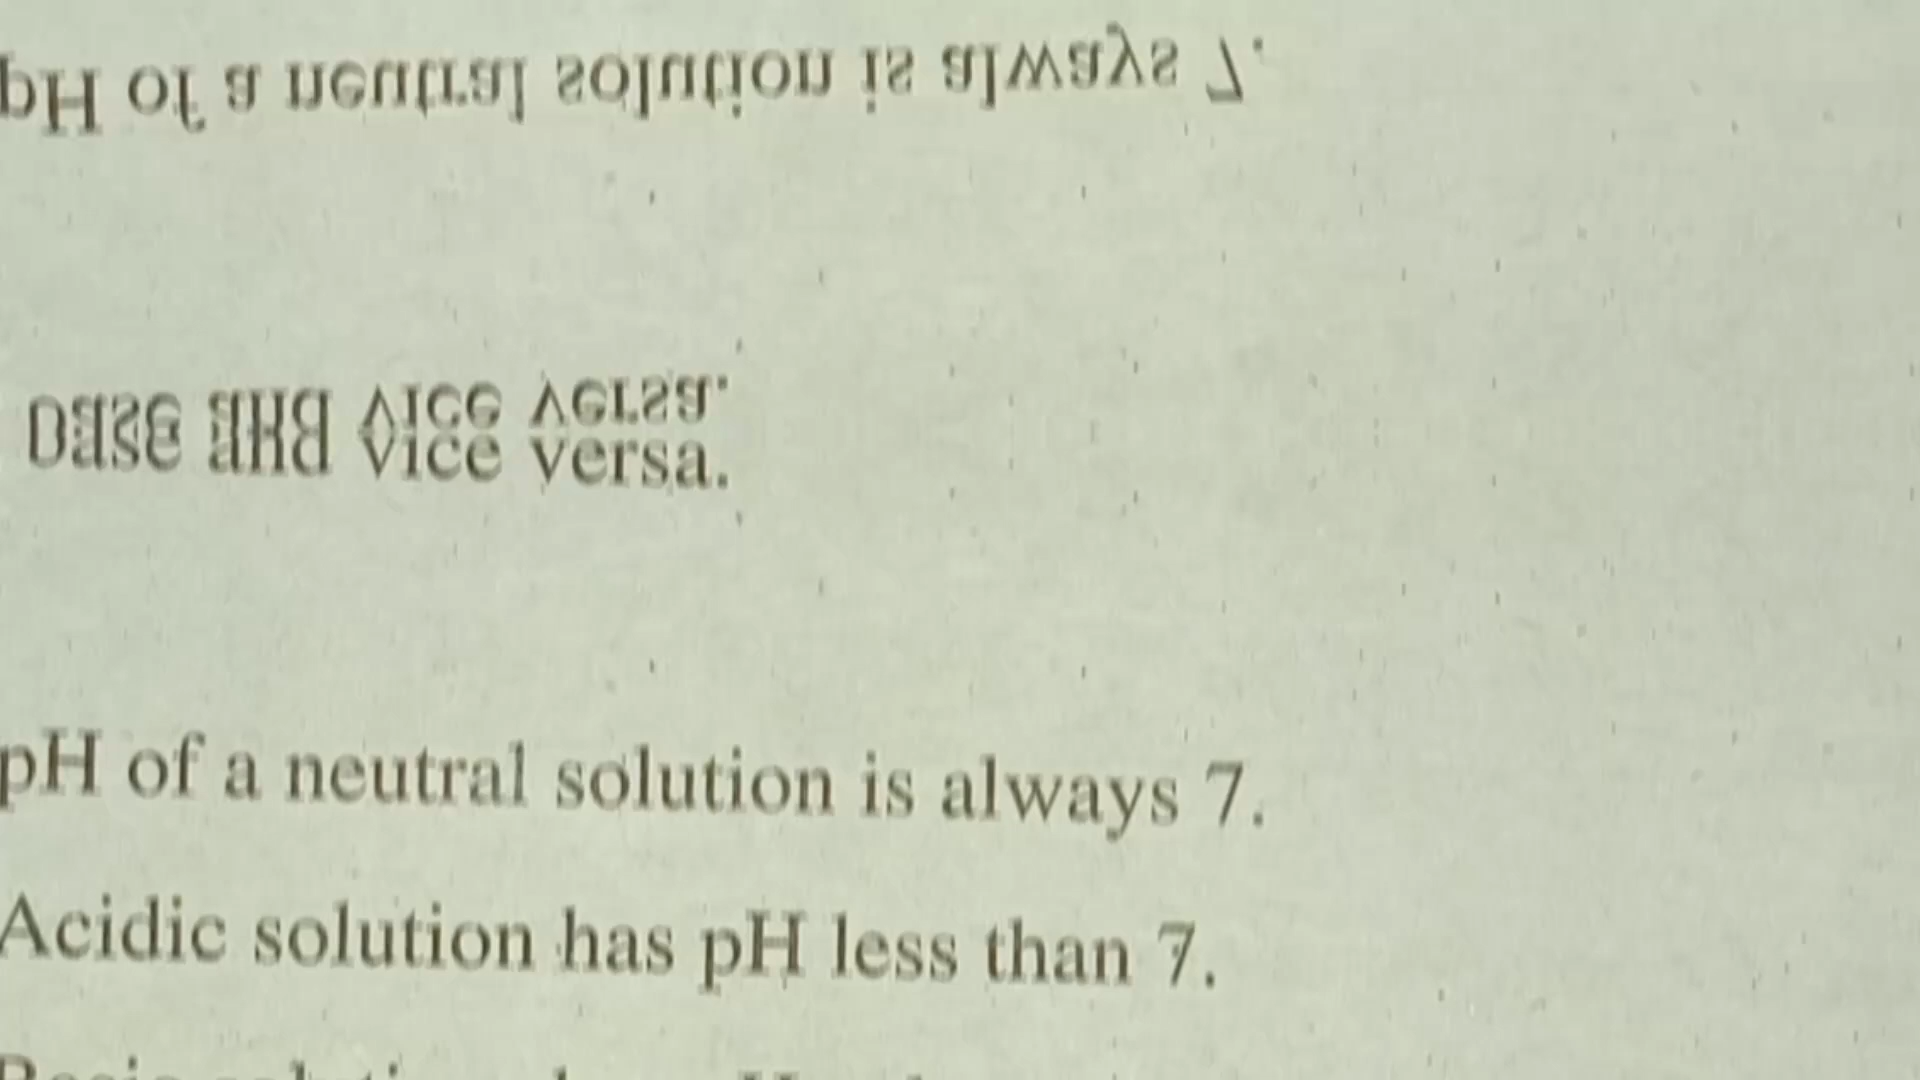 pH of a neutral solution is always 7.
base and vice versa.
pH of a neutral solution is always 7.
Acidic solution has pH less than 7.